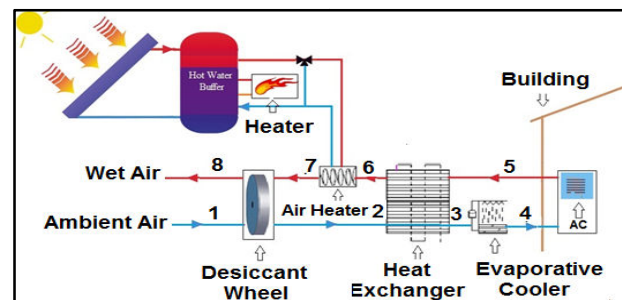 Hot Water
Buffer
Heater
Building
Wet Air
8
7
6
5
Air Heater
Ambient Air
1
2
3
4
AC
Desiccant
Wheel
Heat
Exchanger
Evaporative
Cooler